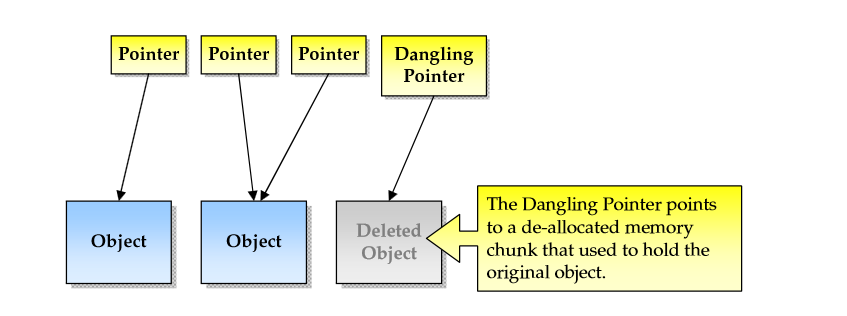 Pointer
Pointer
Pointer
Dangling
Pointer
Object
Object
Deleted
Object
The Dangling Pointer points
to a de-allocated memory
chunk that used to hold the
original object.